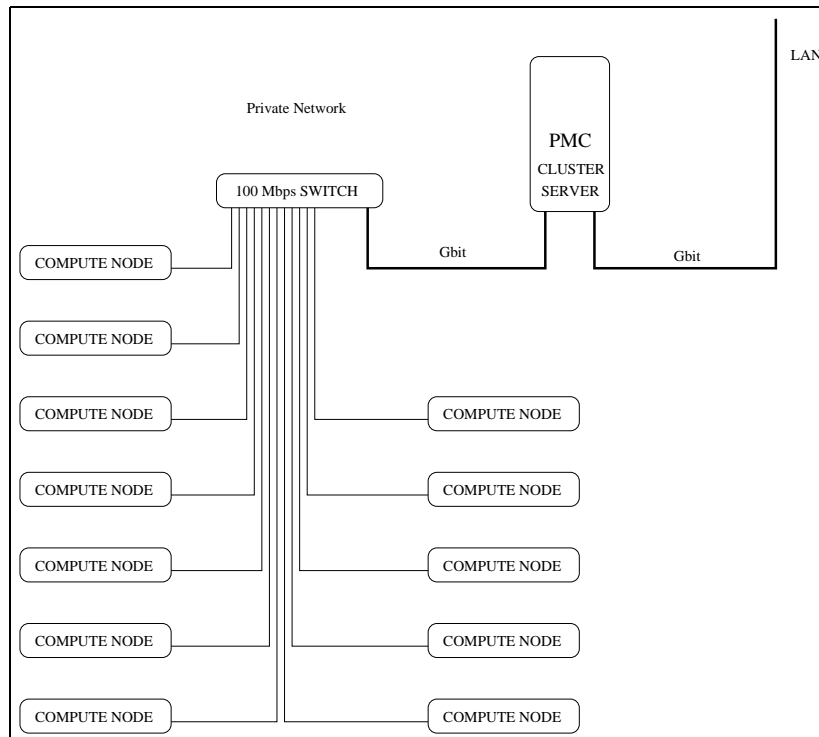 LAN
Private Network
PMC
CLUSTER
SERVER
100 Mbps SWITCH
Gbit
Gbit
COMPUTE NODE
COMPUTE NODE
COMPUTE NODE
COMPUTE NODE
COMPUTE NODE
COMPUTE NODE
COMPUTE NODE
COMPUTE NODE
COMPUTE NODE
COMPUTE NODE
COMPUTE NODE
COMPUTE NODE